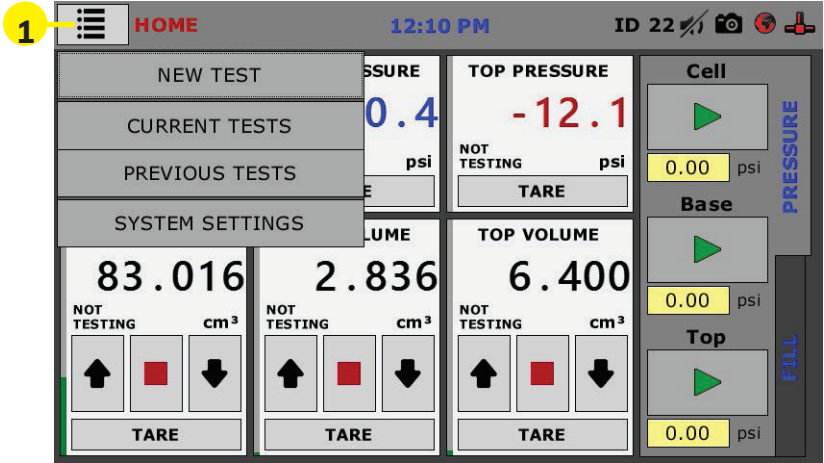 1
HOME
12:10 PM
ID 22
NEW TEST
CURRENT TESTS
PREVIOUS TESTS
SYSTEM SETTINGS
SSURE
0.4
psi
TOP PRESSURE
-12.1
NOT
TESTING
psi
TARE
83.016
NOT
TESTING
cm³
TARE
LUME
2.836
NOT
TESTING
cm³
TARE
TOP VOLUME
6.400
NOT
TESTING
cm³
TARE
Cell
0.00 psi
Base
0.00 psi
Top
0.00 psi
PRESSURE
FILL